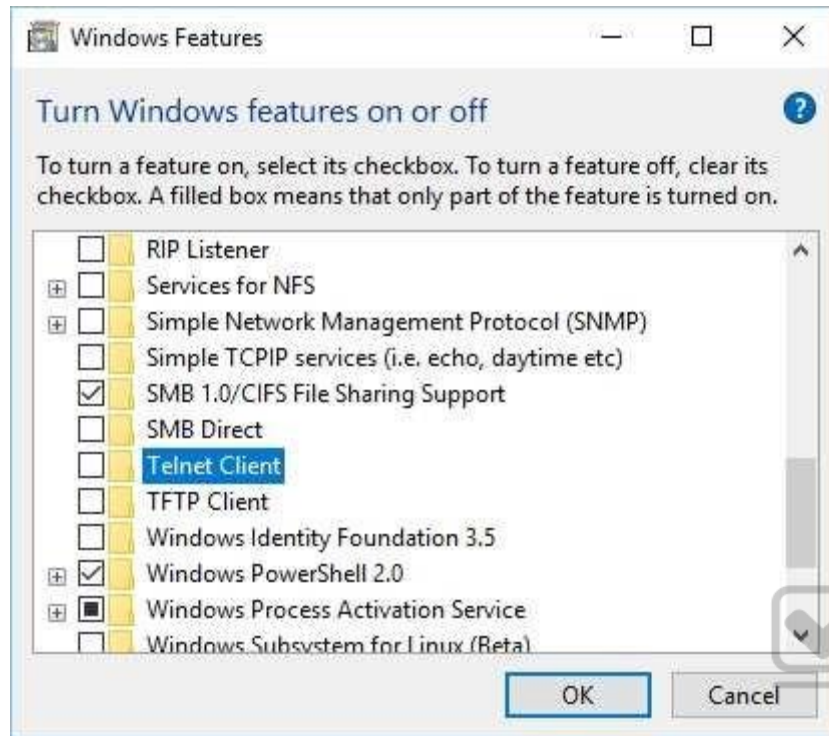 Windows Features
Turn Windows features on or off
To turn a feature on, select its checkbox. To turn a feature off, clear its
checkbox. A filled box means that only part of the feature is turned on.
RIP Listener
Services for NFS
Simple Network Management Protocol (SNMP)
Simple TCPIP services (i.e. echo, daytime etc)
SMB 1.0/CIFS File Sharing Support
SMB Direct
Telnet Client
TFTP Client
Windows Identity Foundation 3.5
Windows PowerShell 2.0
Windows Process Activation Service
Windows Subsystem for Linux (Beta)
OK
Cancel